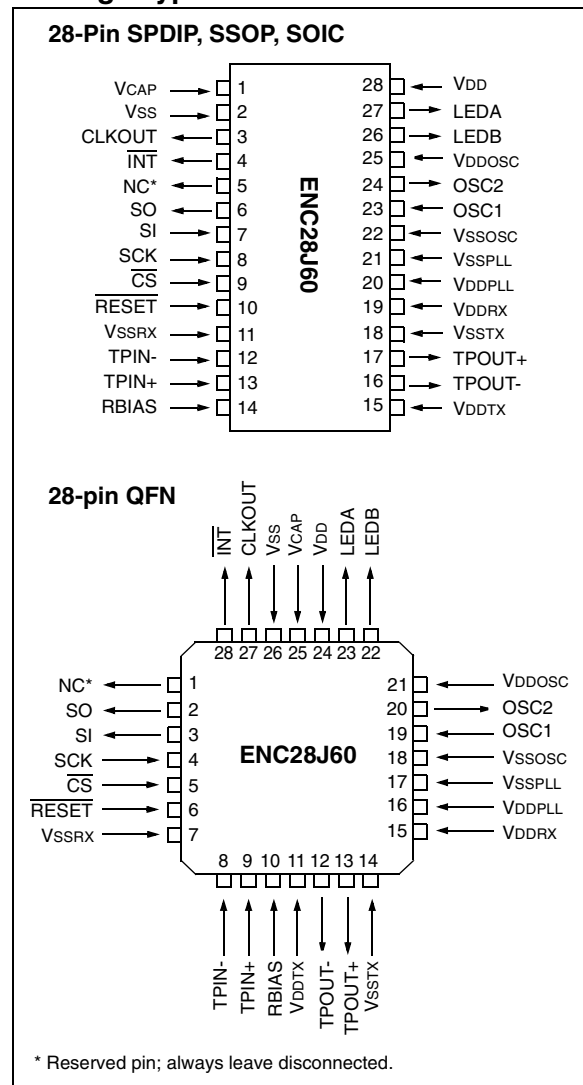 28-Pin SPDIP, SSOP, SOIC
VCAP 1 28 VDD
VSS 2 27 LEDA
CLKOUT 3 26 LEDB
INT 4 25 VDDOSC
NC* 5 24 OSC2
SO 6 23 OSC1
SI 7 22 VSSOSC
SCK 8 21 VSSPLL
CS 9 20 VDDPLL
RESET 10 19 VDDRX
VSSRX 11 18 VSSTX
TPIN- 12 17 TPOUT+
TPIN+ 13 16 TPOUT-
RBIAS 14 15 VDDTX
ENC28J60
28-pin QFN
INT CLKOUT VSS VCAP VDD LEDA LEDB
28 27 26 25 24 23 22
NC* 1 21 VDDOSC
SO 2 20 OSC2
SI 3 19 OSC1
SCK 4 18 VSSOSC
CS 5 17 VSSPLL
RESET 6 16 VDDPLL
VSSRX 7 15 VDDRX
ENC28J60
8 9 10 11 12 13 14
TPIN- TPIN+ RBIAS VDDTX TPOUT- TPOUT+ VSSTX
* Reserved pin; always leave disconnected.